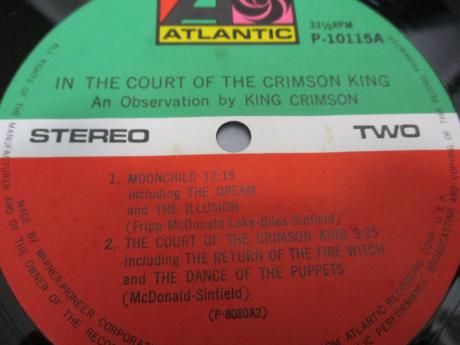 ATLANTIC
33⅓RPM
P-10115A
IN THE COURT OF THE CRIMSON KING
An Observation by KING CRIMSON
STEREO
TWO
1. MOONCHILD 12:15
including THE DREAM
and THE ILLUSION
(Fripp-McDonald-Lake-Giles-Sinfield)
2. THE COURT OF THE CRIMSON KING 9:25
including THE RETURN OF THE FIRE WITCH
and THE DANCE OF THE PUPPETS
(McDonald-Sinfield)
(P-8080A2)
ALL RIGHTS OF THE MANUFACTURER AND OF THE OWNER OF THE
MADE BY WARNER-PIONEER CORPORATION
ATLANTIC RECORDING CORP. U.S.A.
PERFORMANCE, BROADCASTING AND